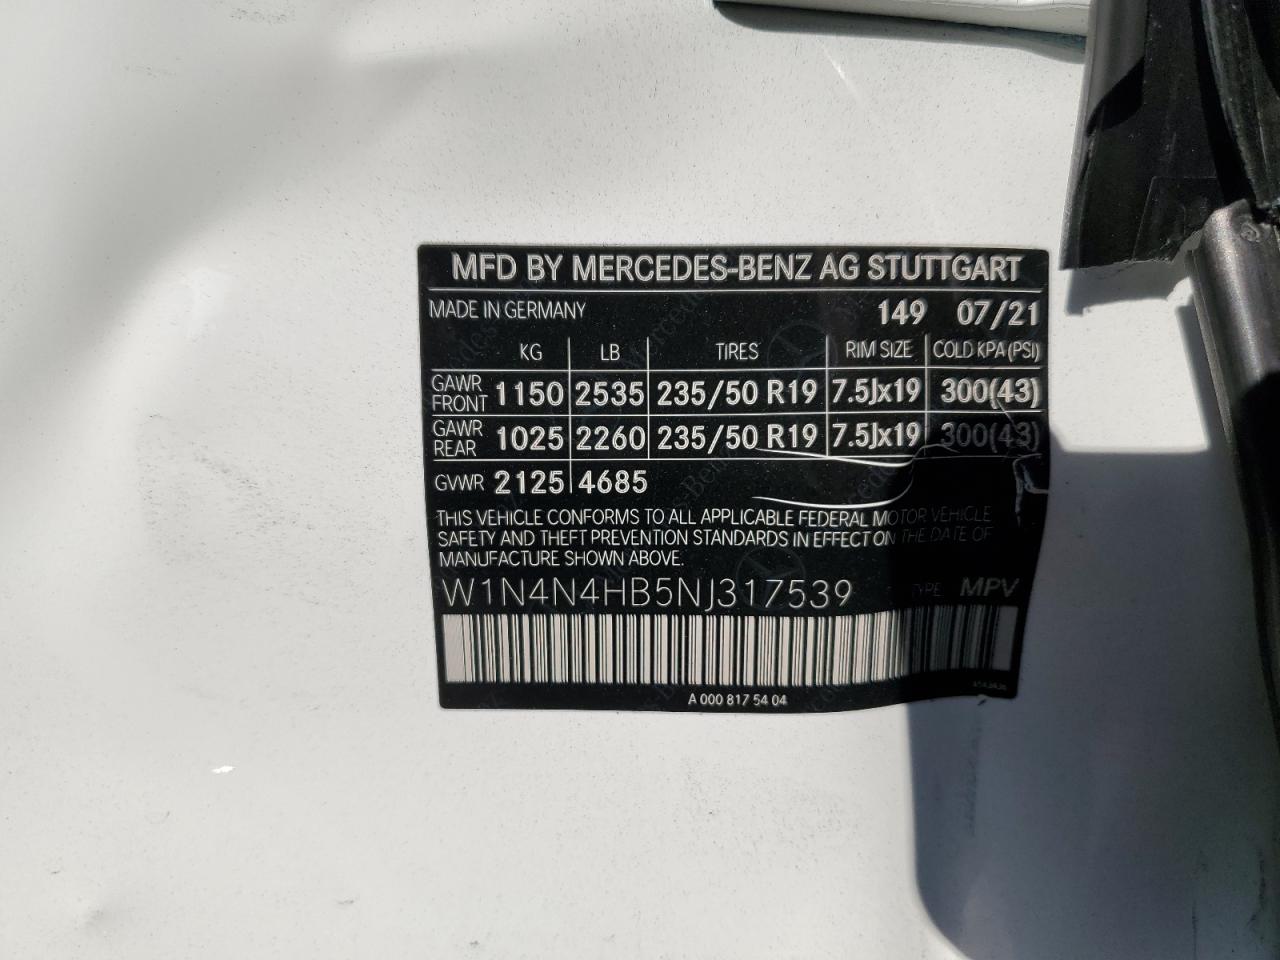 MFD BY MERCEDES-BENZ AG STUTTGART
MADE IN GERMANY 149 07/21
KG LB TIRES RIM SIZE COLD KPA(PSI)
GAWR FRONT 1150 2535 235/50 R19 7.5Jx19 300(43)
GAWR REAR 1025 2260 235/50 R19 7.5Jx19 300(43)
GVWR 2125 4685
THIS VEHICLE CONFORMS TO ALL APPLICABLE FEDERAL MOTOR VEHICLE
SAFETY AND THEFT PREVENTION STANDARDS IN EFFECT ON THE DATE OF
MANUFACTURE SHOWN ABOVE.
W1N4N4HB5NJ317539 TYPE: MPV
A 000 817 54 04